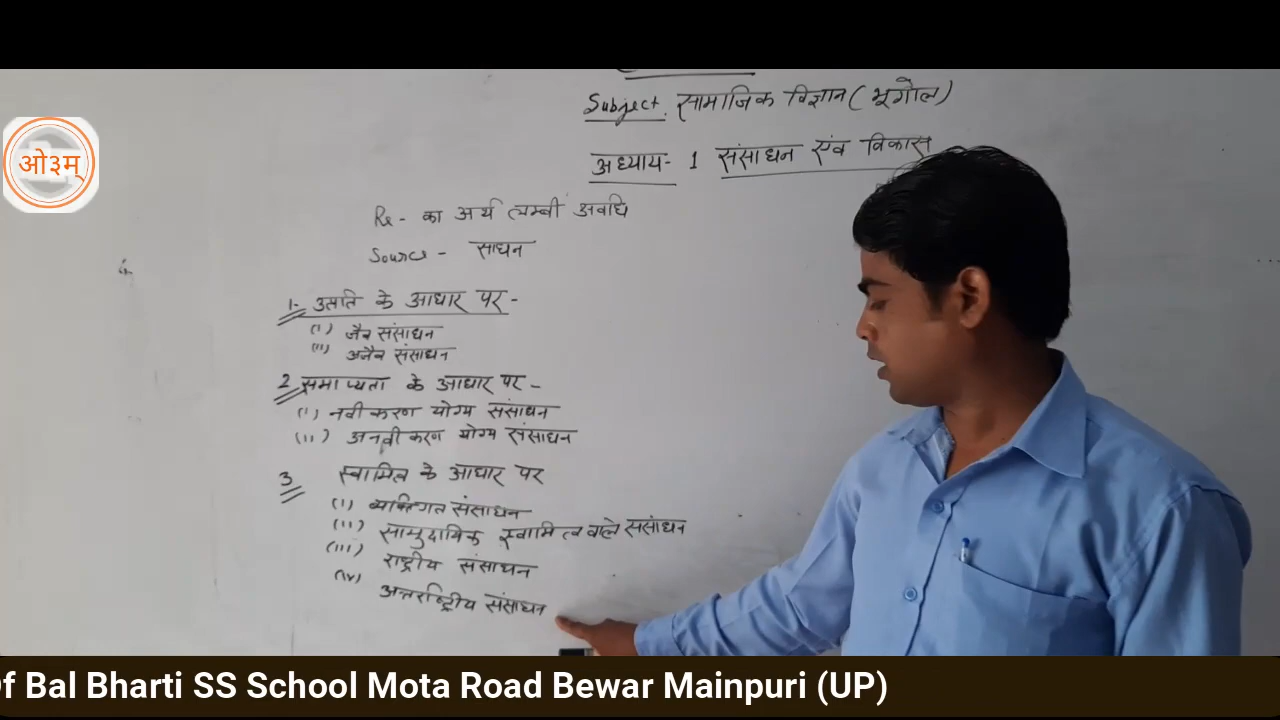 Subject. सामाजिक विज्ञान ( भूगोल )
अध्याय- 1 संसाधन एंव विकास
ओ३म्
Re - का अर्थ लम्बी अवधि
Source - साधन
1- उत्पति के आधार पर -
(i) जैव संसाधन
(ii) अजैव संसाधन
2 समाप्यता के आधार पर -
(i) नवीकरण योग्य संसाधन
(ii) अनवीकरण योग्य संसाधन
3 स्वामित्व के आधार पर
(i) व्यक्तिगत संसाधन
(ii) सामुदायिक स्वामित्व वाले संसाधन
(iii) राष्ट्रीय संसाधन
(iv) अन्तर्राष्ट्रीय संसाधन
of Bal Bharti SS School Mota Road Bewar Mainpuri (UP)